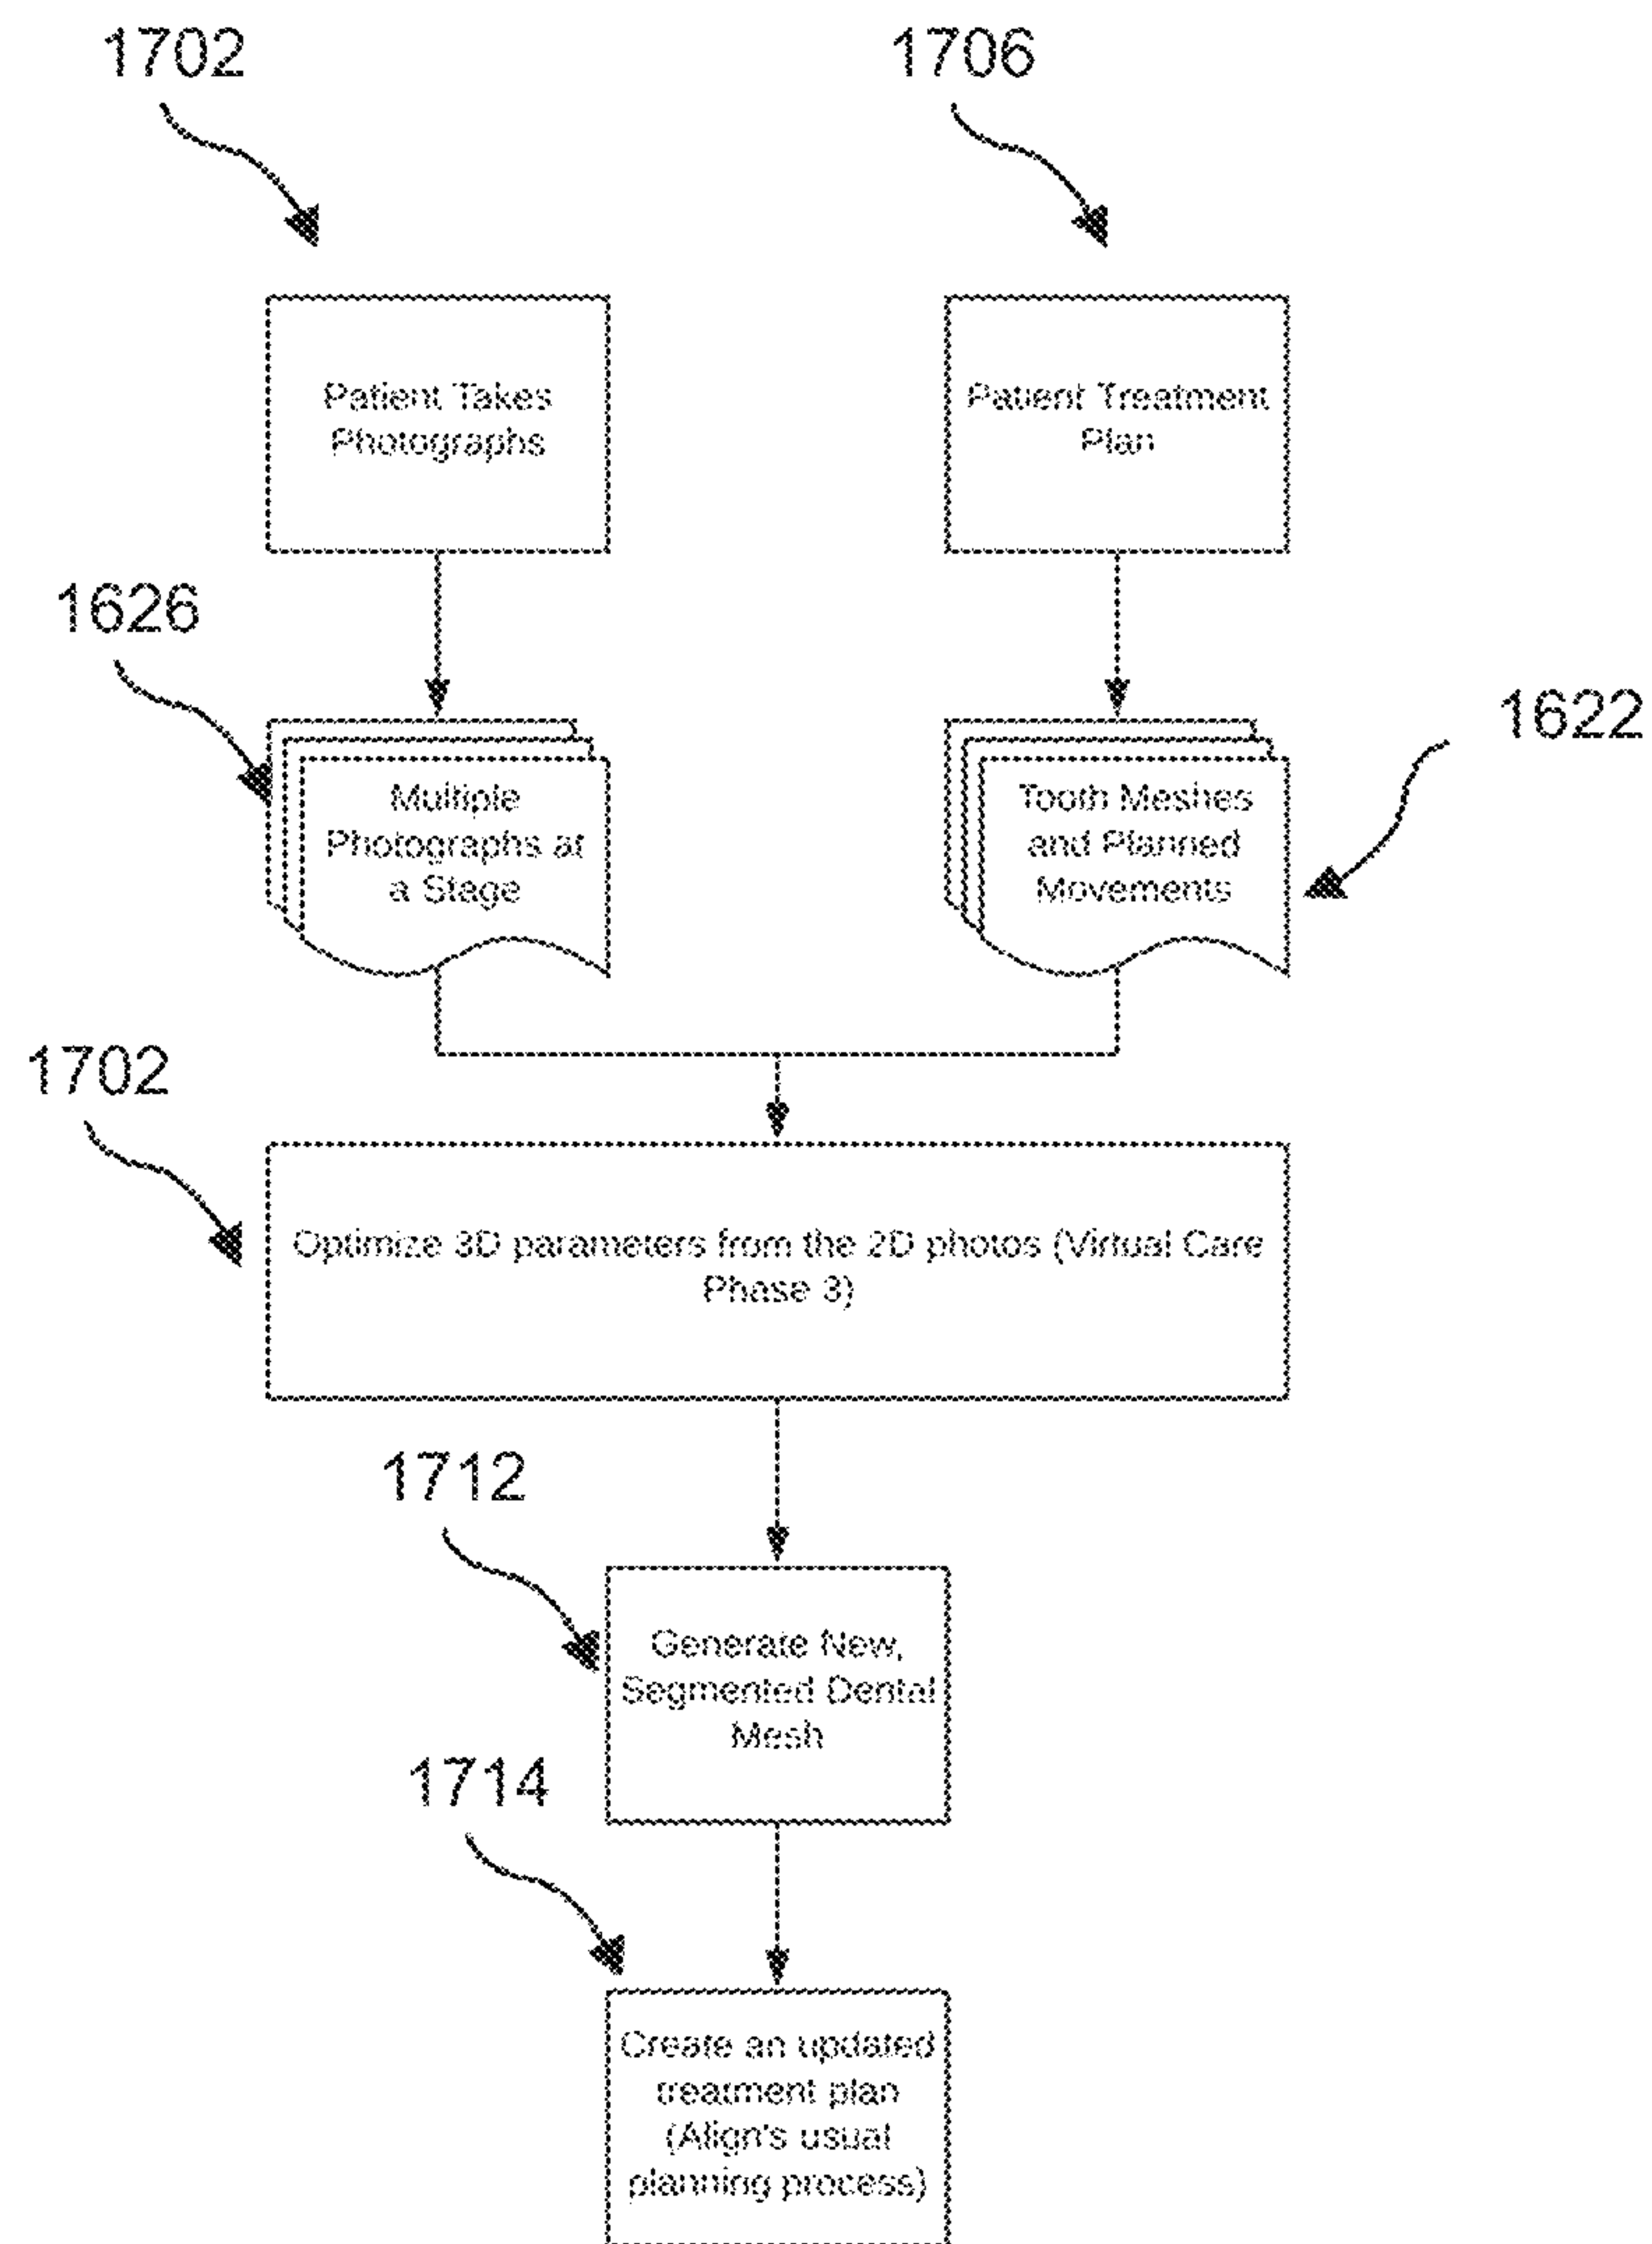 1702
1706
Patient Takes
Photographs
Patient Treatment
Plan
1626
1622
Multiple
Photographs at
a Stage
Tooth Meshes
and Planned
Movements
1702
Optimize 3D parameters from the 2D photos (Virtual Care
Phase 3)
1712
Generate New,
Segmented Dental
Mesh
1714
Create an updated
treatment plan
(Align's usual
planning process)